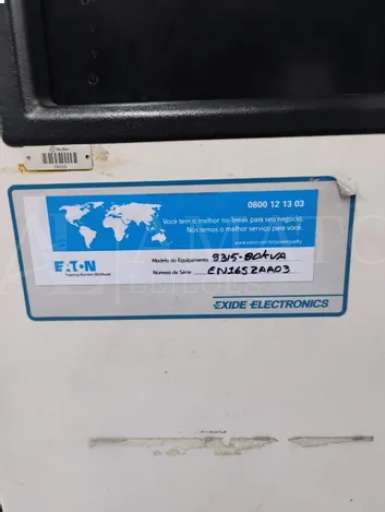 0800 12 13 03
Você tem o melhor no-break para seu negócio.
Nós temos o melhor serviço para você.
EATON
Modelo do Equipamento: 9315-80KVA
Número de Série: EN165ZAA03
EXIDE ELECTRONICS
LEILÕES